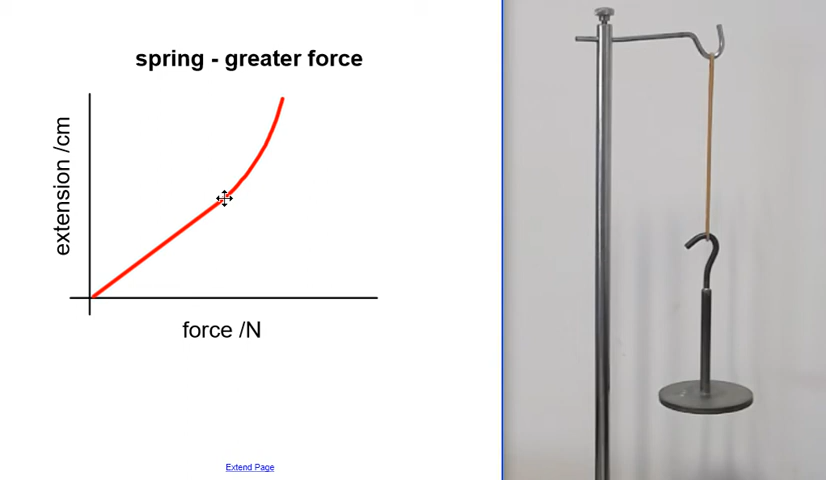 spring - greater force
extension /cm
force /N
Extend Page